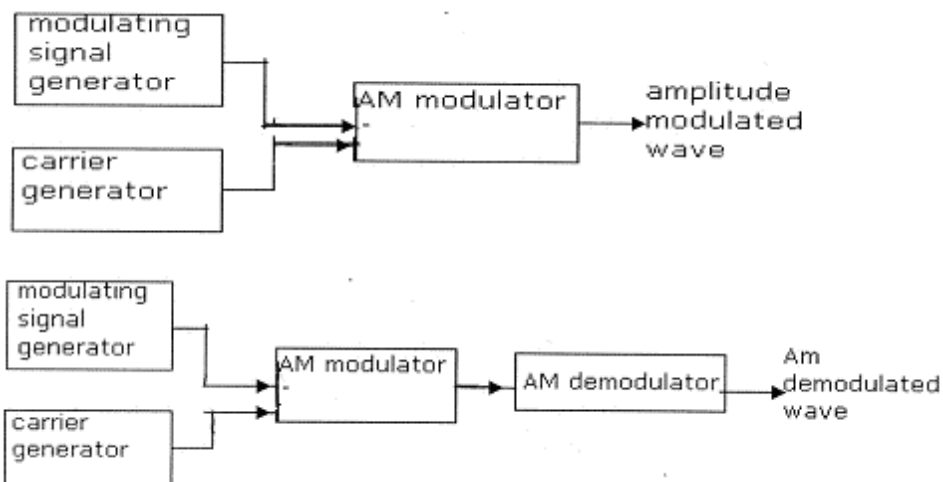 modulating
signal
generator
AM modulator
-
amplitude
modulated
wave
carrier
generator
modulating
signal
generator
AM modulator
-
AM demodulator
Am
demodulated
wave
carrier
generator